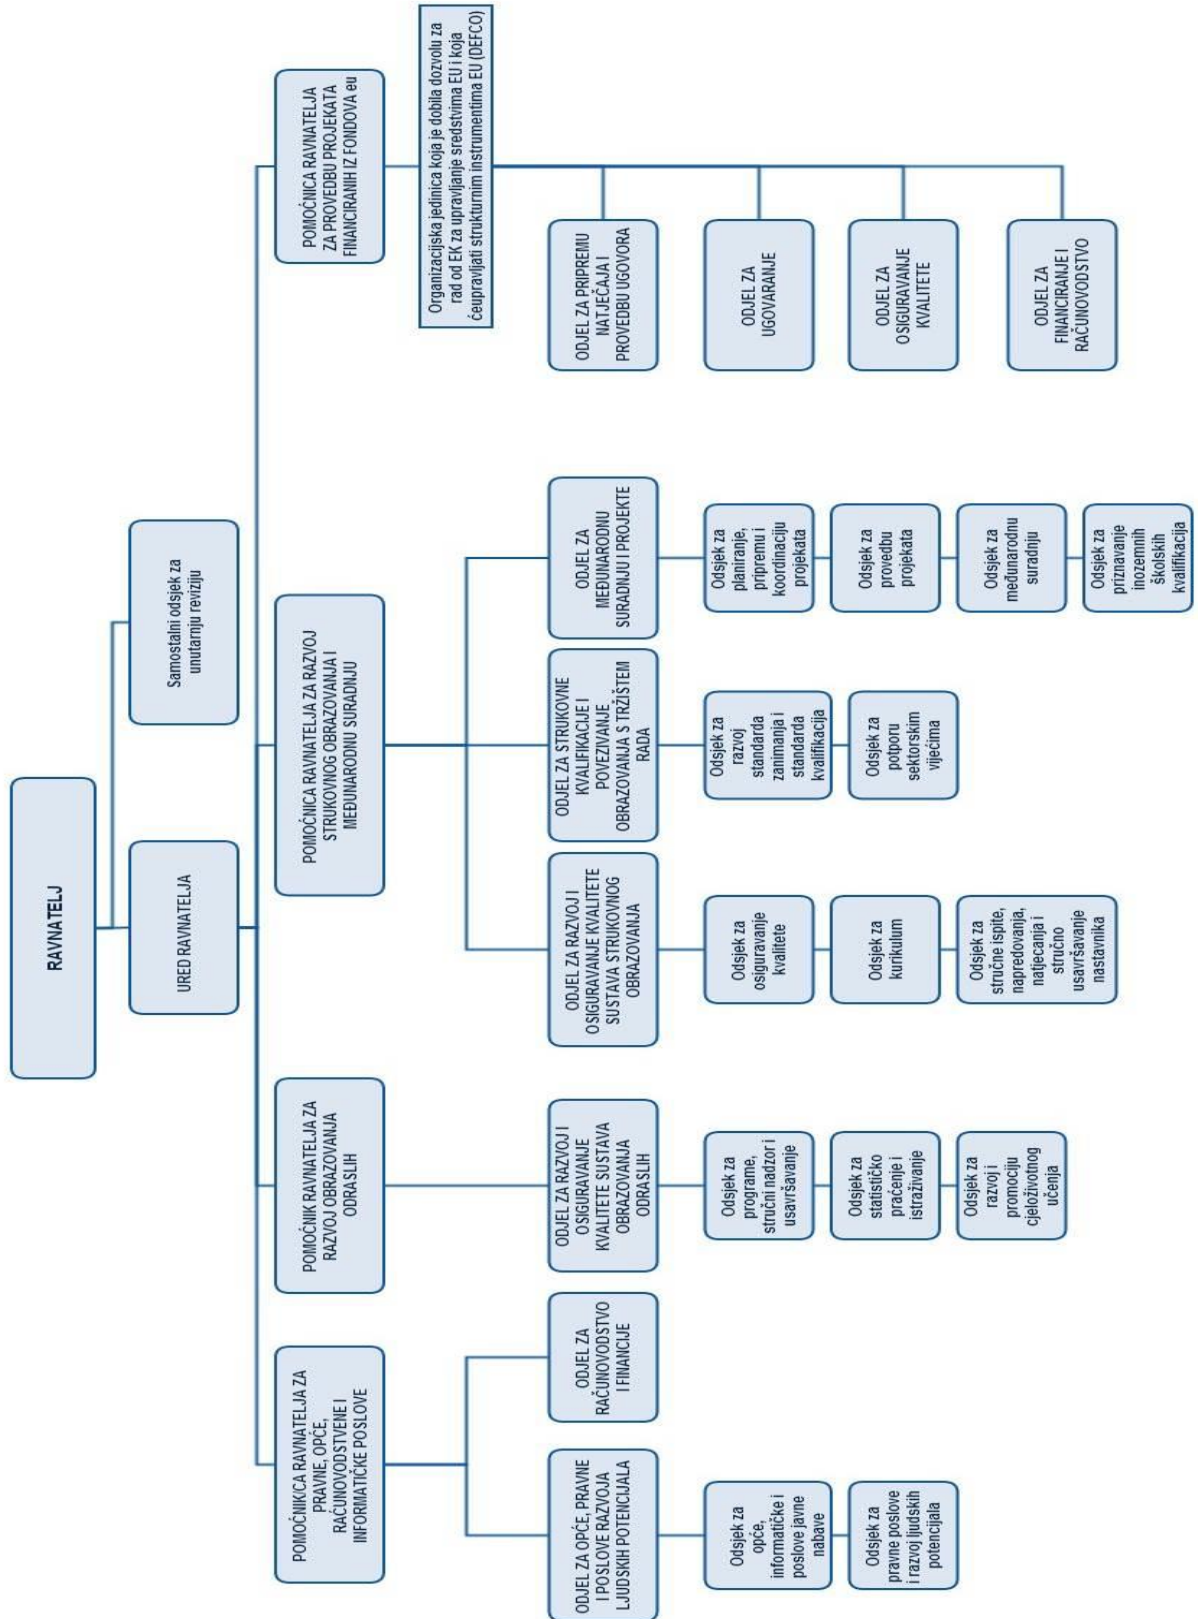 RAVNATELJ
URED RAVNATELJA
Samostalni odsjek za
unutarnju reviziju
POMOĆNIK/CA RAVNATELJA ZA
PRAVNE, OPĆE,
RAČUNOVODSTVENE I
INFORMATIČKE POSLOVE
POMOĆNIK RAVNATELJA ZA
RAZVOJ OBRAZOVANJA
ODRASLIH
POMOĆNICA RAVNATELJA ZA RAZVOJ
STRUKOVNOG OBRAZOVANJA I
MEĐUNARODNU SURADNJU
POMOĆNICA RAVNATELJA
ZA PROVEDBU PROJEKATA
FINANCIRANIH IZ FONDOVA eu
Organizacijska jedinica koja je dobila dozvolu za
rad od EK za upravljanje sredstvima EU i koja
ćeupravljati strukturnim instrumentima EU (DEFCO)
ODJEL ZA OPĆE, PRAVNE
I POSLOVE RAZVOJA
LJUDSKIH POTENCIJALA
ODJEL ZA
RAČUNOVODSTVO
I FINANCIJE
ODJEL ZA RAZVOJ I
OSIGURAVANJE
KVALITETE SUSTAVA
OBRAZOVANJA
ODRASLIH
ODJEL ZA RAZVOJ I
OSIGURAVANJE KVALITETE
SUSTAVA STRUKOVNOG
OBRAZOVANJA
ODJEL ZA STRUKOVNE
KVALIFIKACIJE I
POVEZIVANJE
OBRAZOVANJA S TRŽIŠTEM
RADA
ODJEL ZA
MEĐUNARODNU
SURADNJU I PROJEKTE
ODJEL ZA PRIPREMU
NATJEČAJA I
PROVEDBU UGOVORA
Odsjek za
opće,
informatičke i
poslove javne
nabave
Odsjek za
programe,
stručni nadzor i
usavršavanje
Odsjek za
osiguravanje
kvalitete
Odsjek za
razvoj
standarda
zanimanja i
standarda
kvalifikacija
Odsjek za
planiranje,
pripremu i
koordinaciju
projekata
ODJEL ZA
UGOVARANJE
Odsjek za
pravne poslove
i razvoj ljudskih
potencijala
Odsjek za
statističko
praćenje i
istraživanje
Odsjek za
kurikulum
Odsjek za
potporu
sektorskim
vijećima
Odsjek za
provedbu
projekata
ODJEL ZA
OSIGURAVANJE
KVALITETE
Odsjek za
razvoj i
promociju
cjeloživotnog
učenja
Odsjek za
stručne ispite,
napredovanja,
natjecanja i
stručno
usavršavanje
nastavnika
Odsjek za
međunarodnu
suradnju
ODJEL ZA
FINANCIRANJE I
RAČUNOVODSTVO
Odsjek za
priznavanje
inozemnih
školskih
kvalifikacija